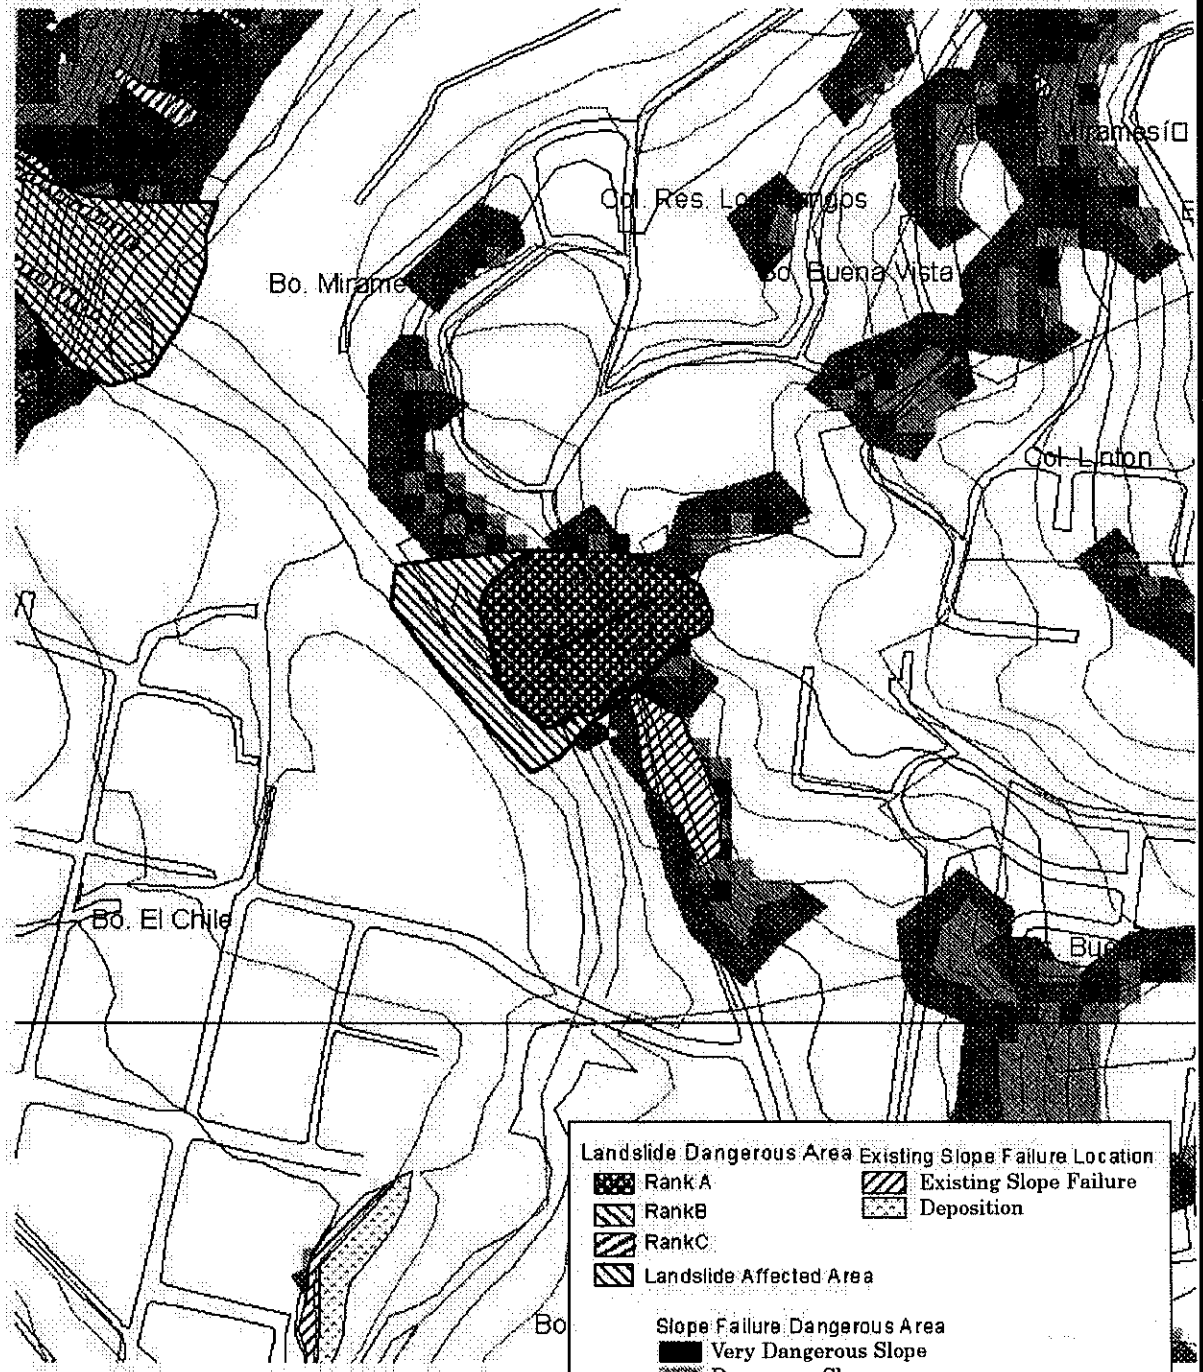 Miramesí
Col. Res. Lo
Bo. Mirame
Bo. Buena Vista
Col. Linton
Bo. El Chile
Bo
Landslide Dangerous Area
Rank A
RankB
RankC
Landslide Affected Area
Existing Slope Failure Location
Existing Slope Failure
Deposition
Slope Failure Dangerous Area
Very Dangerous Slope